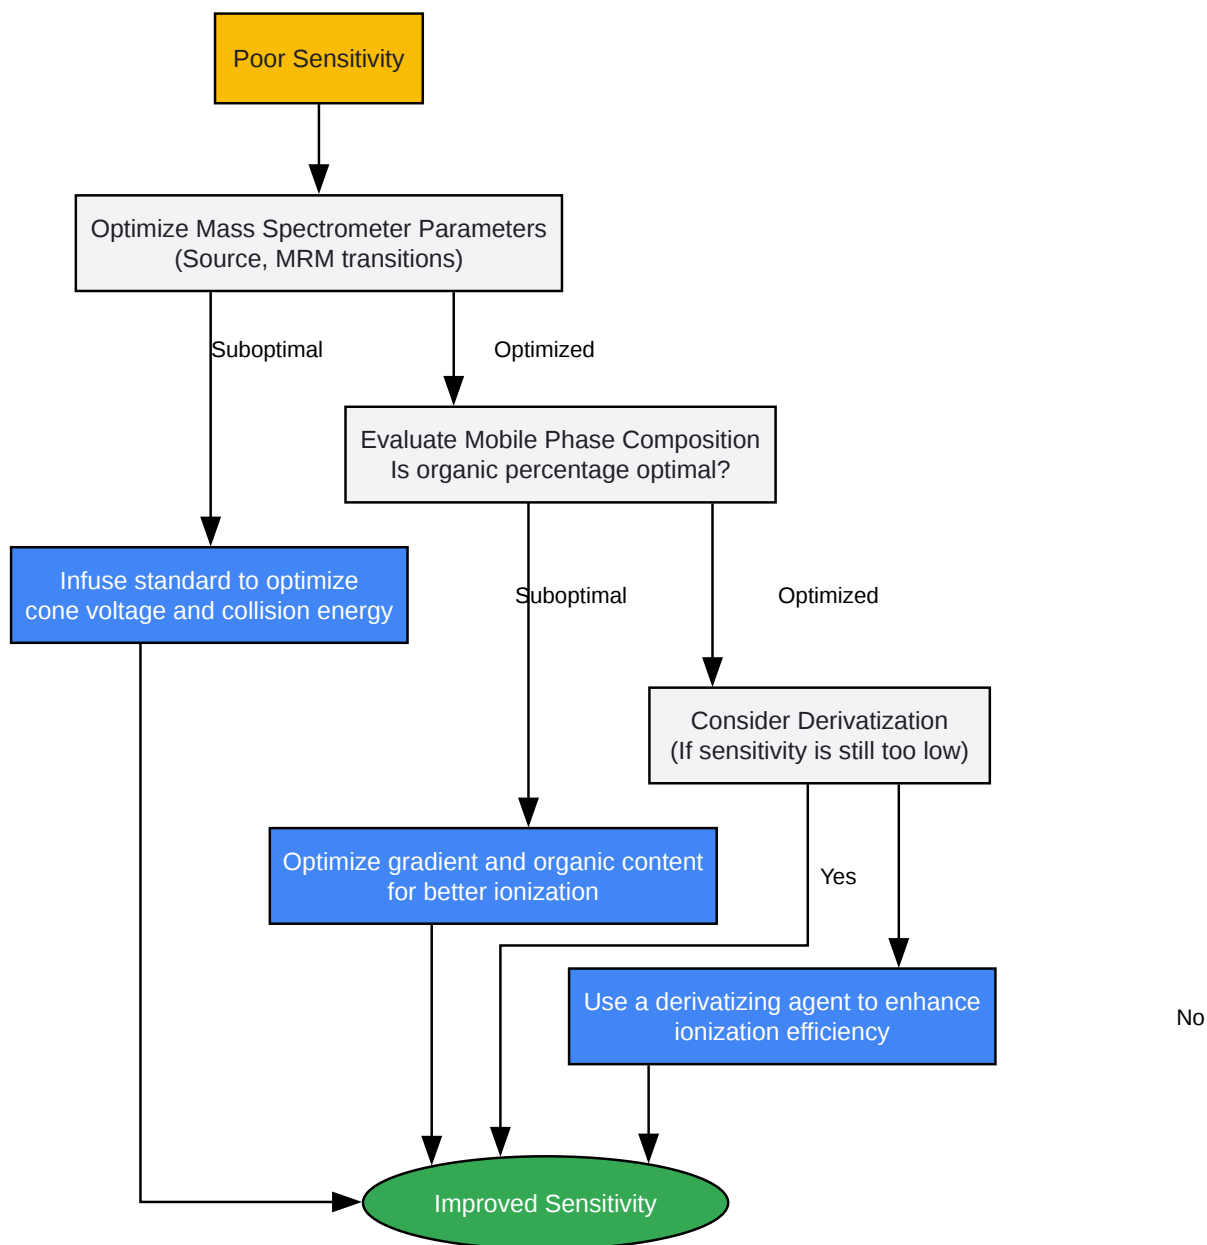 Poor Sensitivity
Optimize Mass Spectrometer Parameters
(Source, MRM transitions)
Suboptimal
Optimized
Evaluate Mobile Phase Composition
Is organic percentage optimal?
Infuse standard to optimize
cone voltage and collision energy
Suboptimal
Optimized
Consider Derivatization
(If sensitivity is still too low)
Optimize gradient and organic content
for better ionization
Yes
Use a derivatizing agent to enhance
ionization efficiency
No
Improved Sensitivity